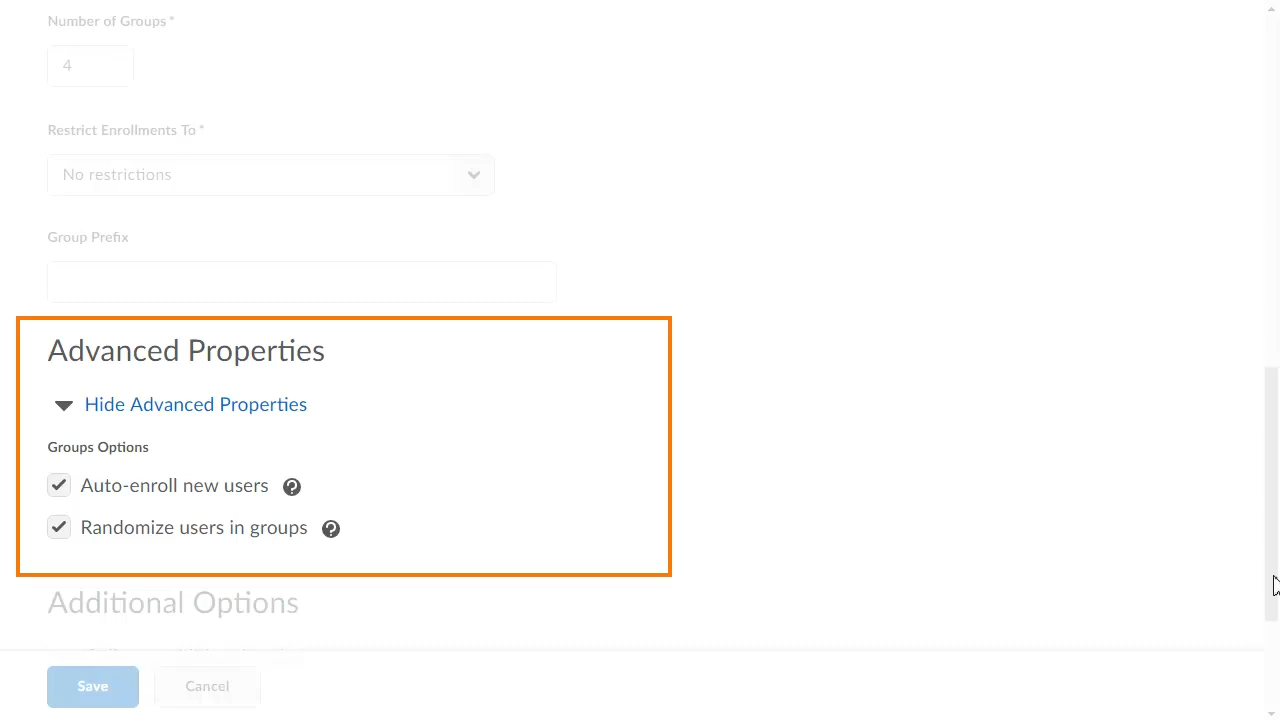 Number of Groups *
4
Restrict Enrollments To *
No restrictions
Group Prefix
Advanced Properties
Hide Advanced Properties
Groups Options
Auto-enroll new users
Randomize users in groups
Additional Options
Save Cancel